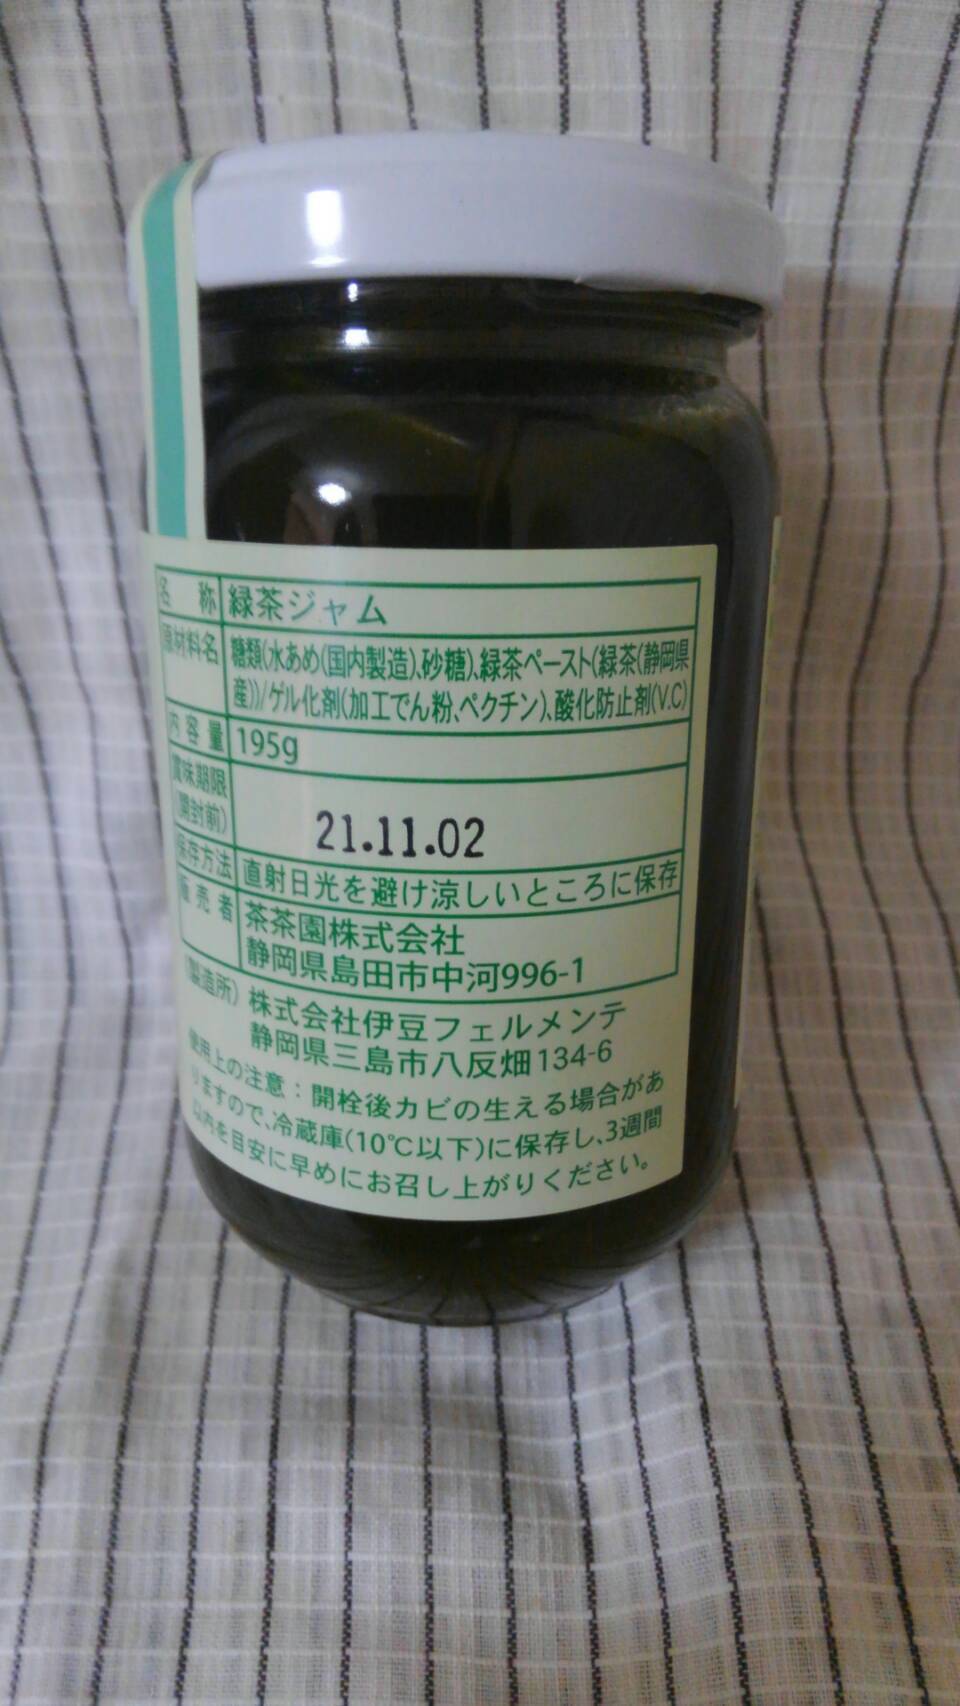 名称 緑茶ジャム
原材料名 糖類(水あめ(国内製造)、砂糖)、緑茶ペースト(緑茶(静岡県
産))/ゲル化剤(加工でん粉、ペクチン)、酸化防止剤(V.C)
内容量 195g
賞味期限
(開封前)
21.11.02
保存方法 直射日光を避け涼しいところに保存
販売者 茶茶園株式会社
静岡県島田市中河996-1
(製造所) 株式会社伊豆フェルメンテ
静岡県三島市八反畑134-6
使用上の注意：開栓後カビの生える場合があ
りますので、冷蔵庫(10℃以下)に保存し、3週間
以内を目安に早めにお召し上がりください。